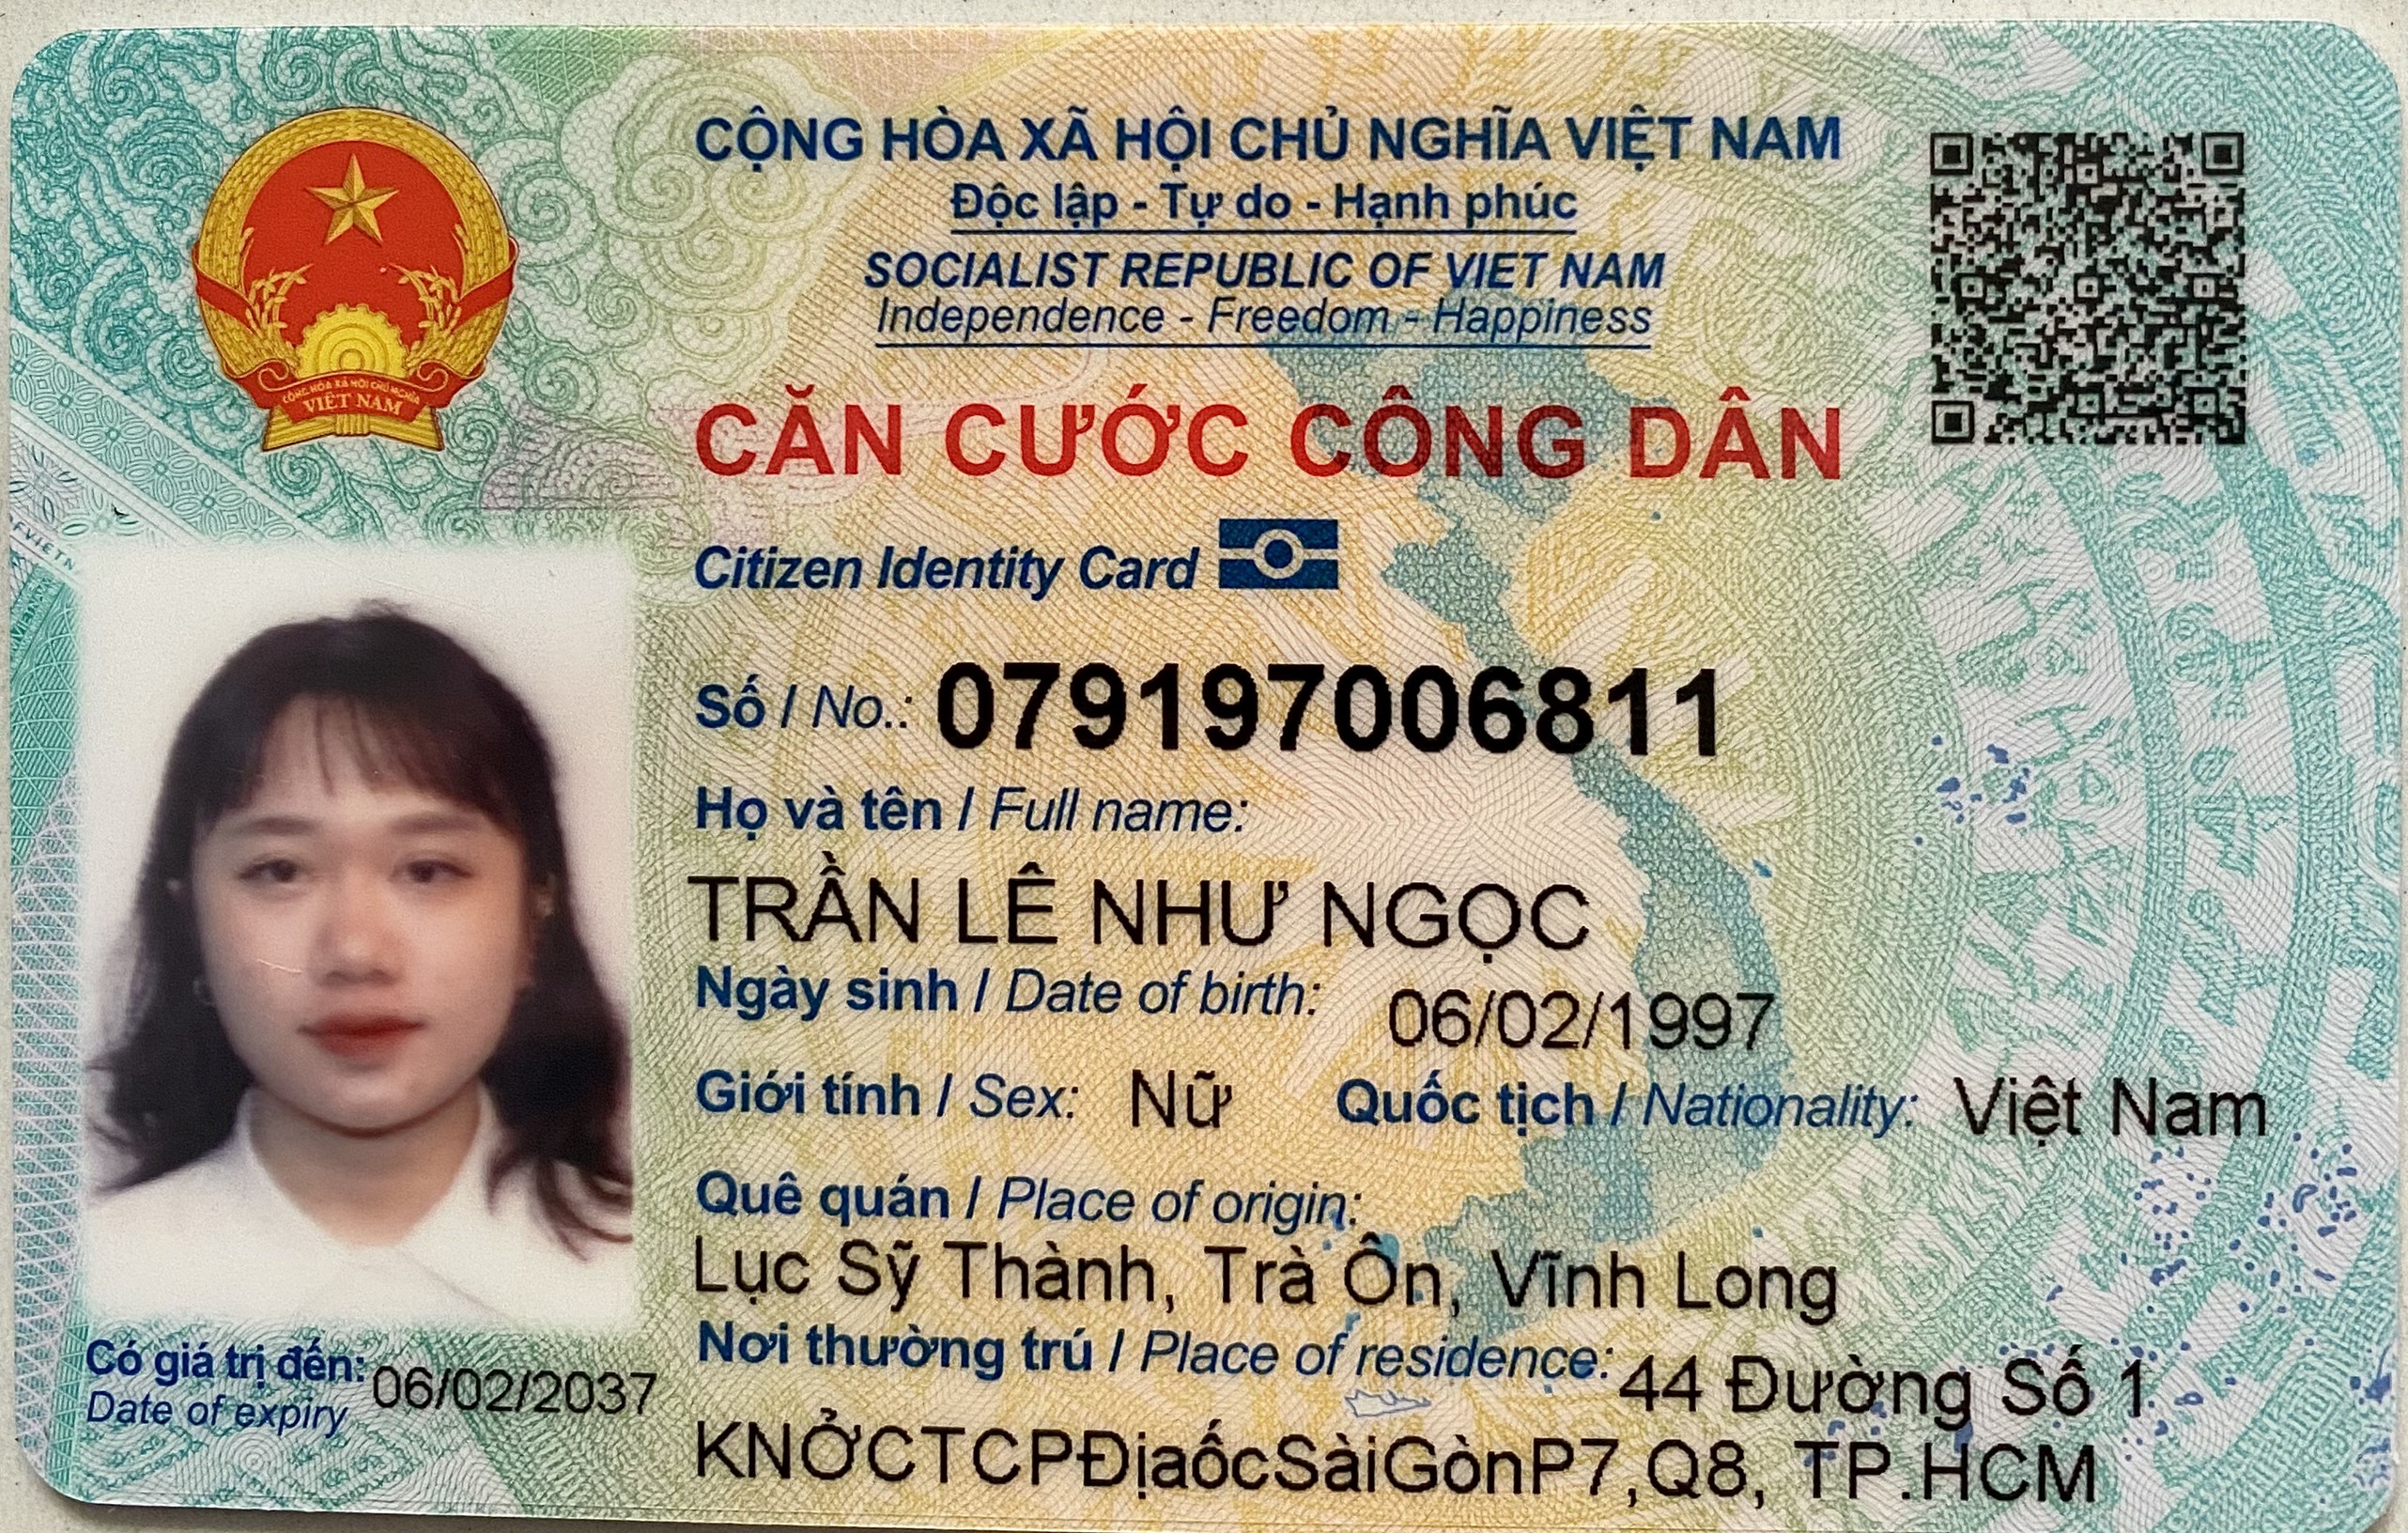 CỘNG HÒA XÃ HỘI CHỦ NGHĨA VIỆT NAM
Độc lập - Tự do - Hạnh phúc
SOCIALIST REPUBLIC OF VIET NAM
Independence - Freedom - Happiness
CỘNG HÒA XÃ HỘI CHỦ NGHĨA
VIỆT NAM
CĂN CƯỚC CÔNG DÂN
Citizen Identity Card
Số / No.: 079197006811
Họ và tên / Full name:
TRẦN LÊ NHƯ NGỌC
Ngày sinh / Date of birth: 06/02/1997
Giới tính / Sex: Nữ Quốc tịch / Nationality: Việt Nam
Quê quán / Place of origin:
Lục Sỹ Thành, Trà Ôn, Vĩnh Long
Nơi thường trú / Place of residence: 44 Đường Số 1
KNỞCTCPĐịaốcSàiGònP7,Q8, TP.HCM
Có giá trị đến: 06/02/2037
Date of expiry